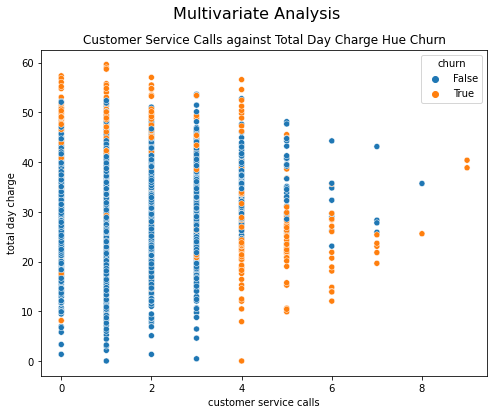 Multivariate Analysis
Customer Service Calls against Total Day Charge Hue Churn
churn
False
True
60
50
40
30
20
10
0
total day charge
0 2 4 6 8
customer service calls